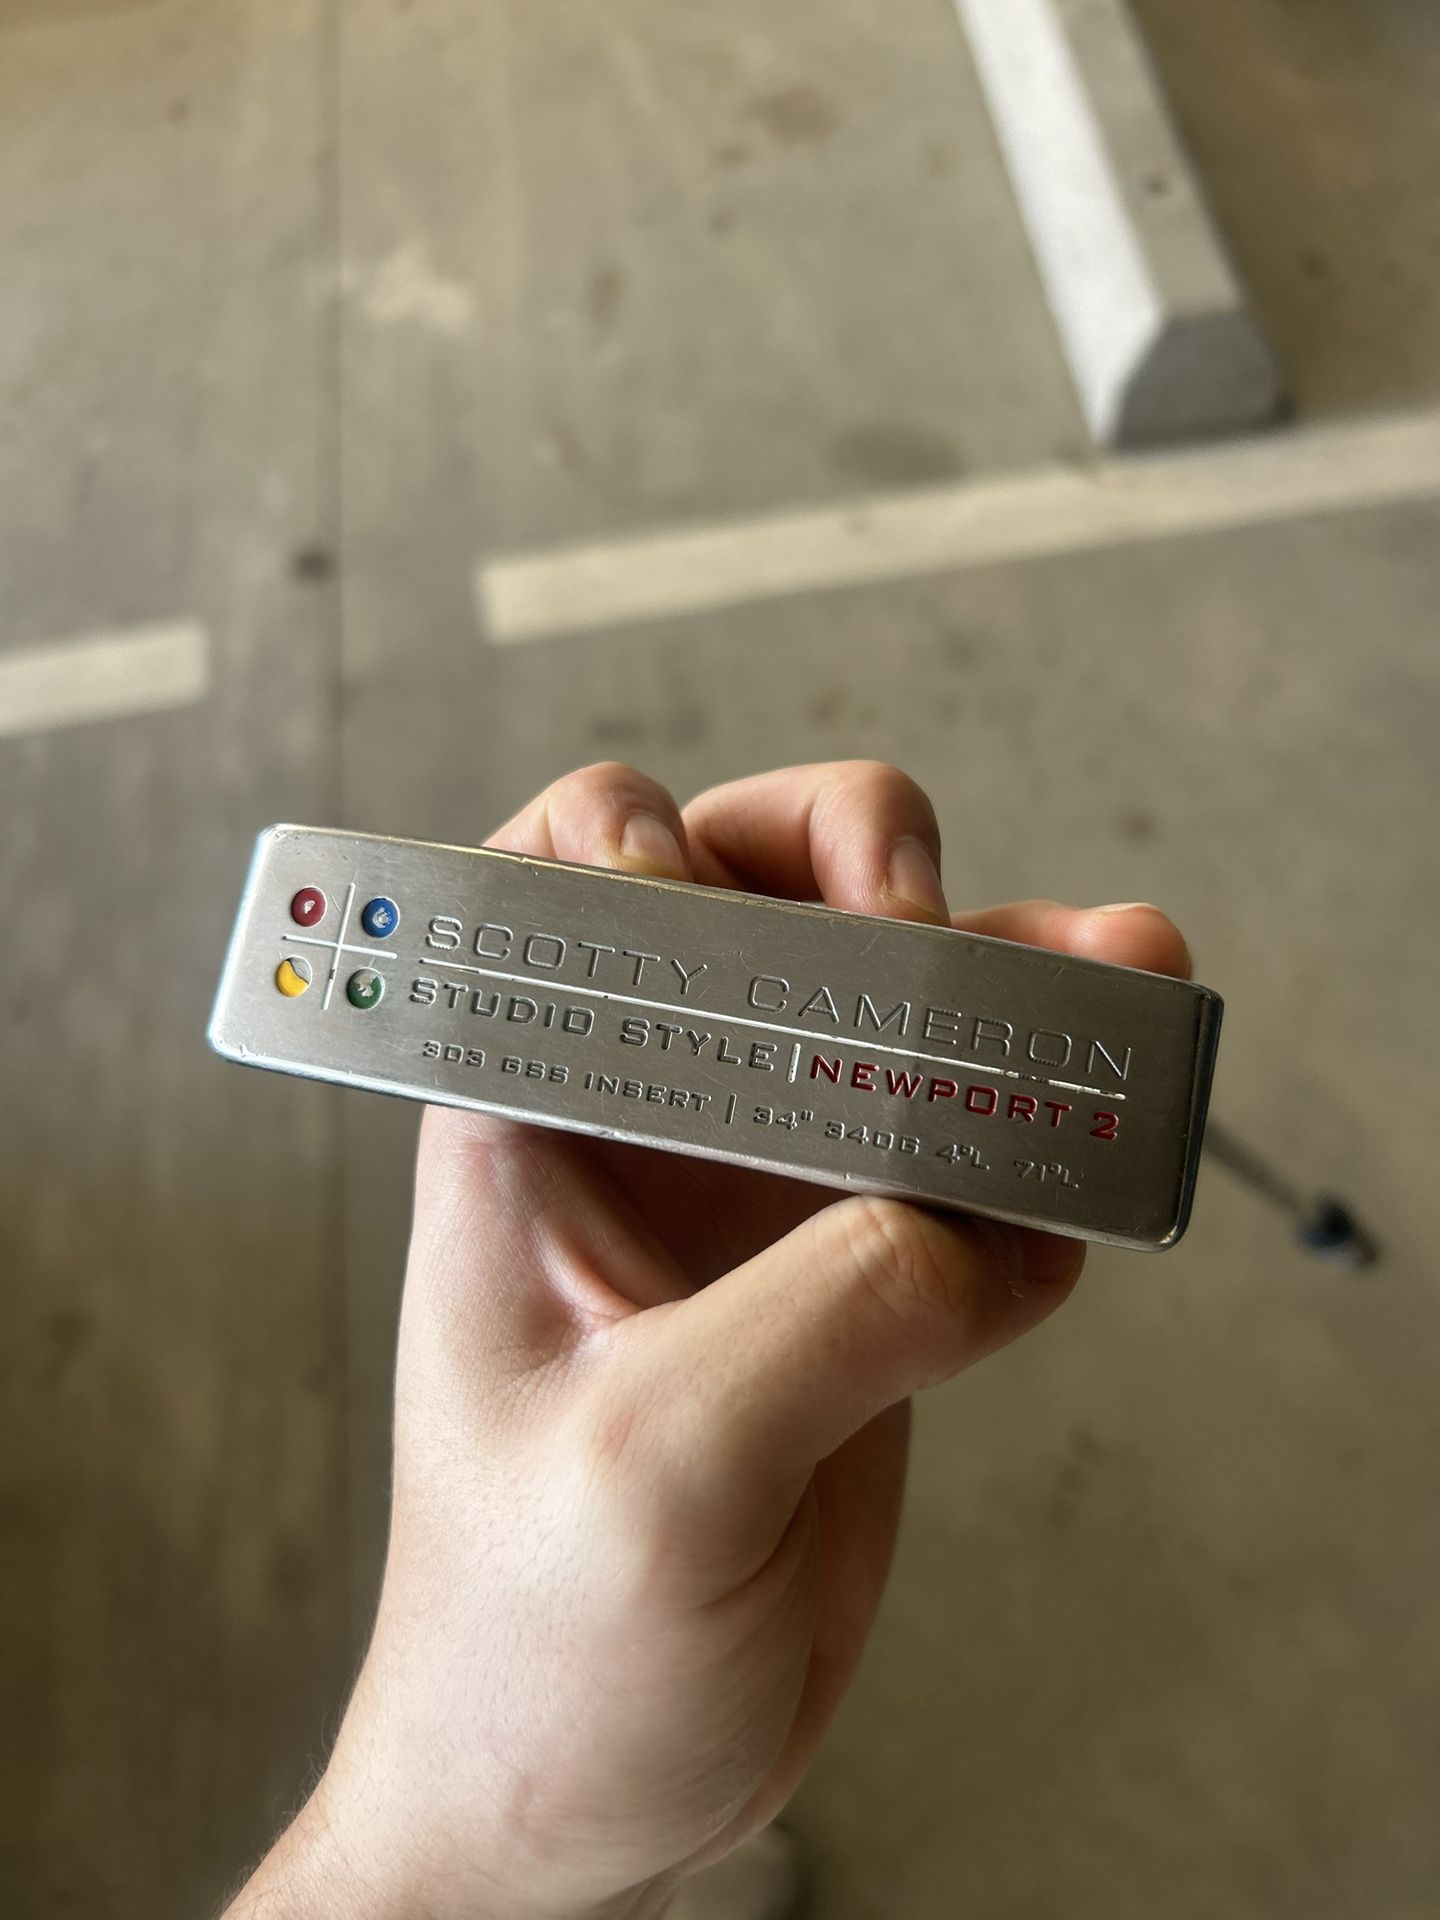 SCOTTY CAMERON
STUDIO STYLE | NEWPORT 2
303 GSS INSERT | 34" 340G 4°L 71°L